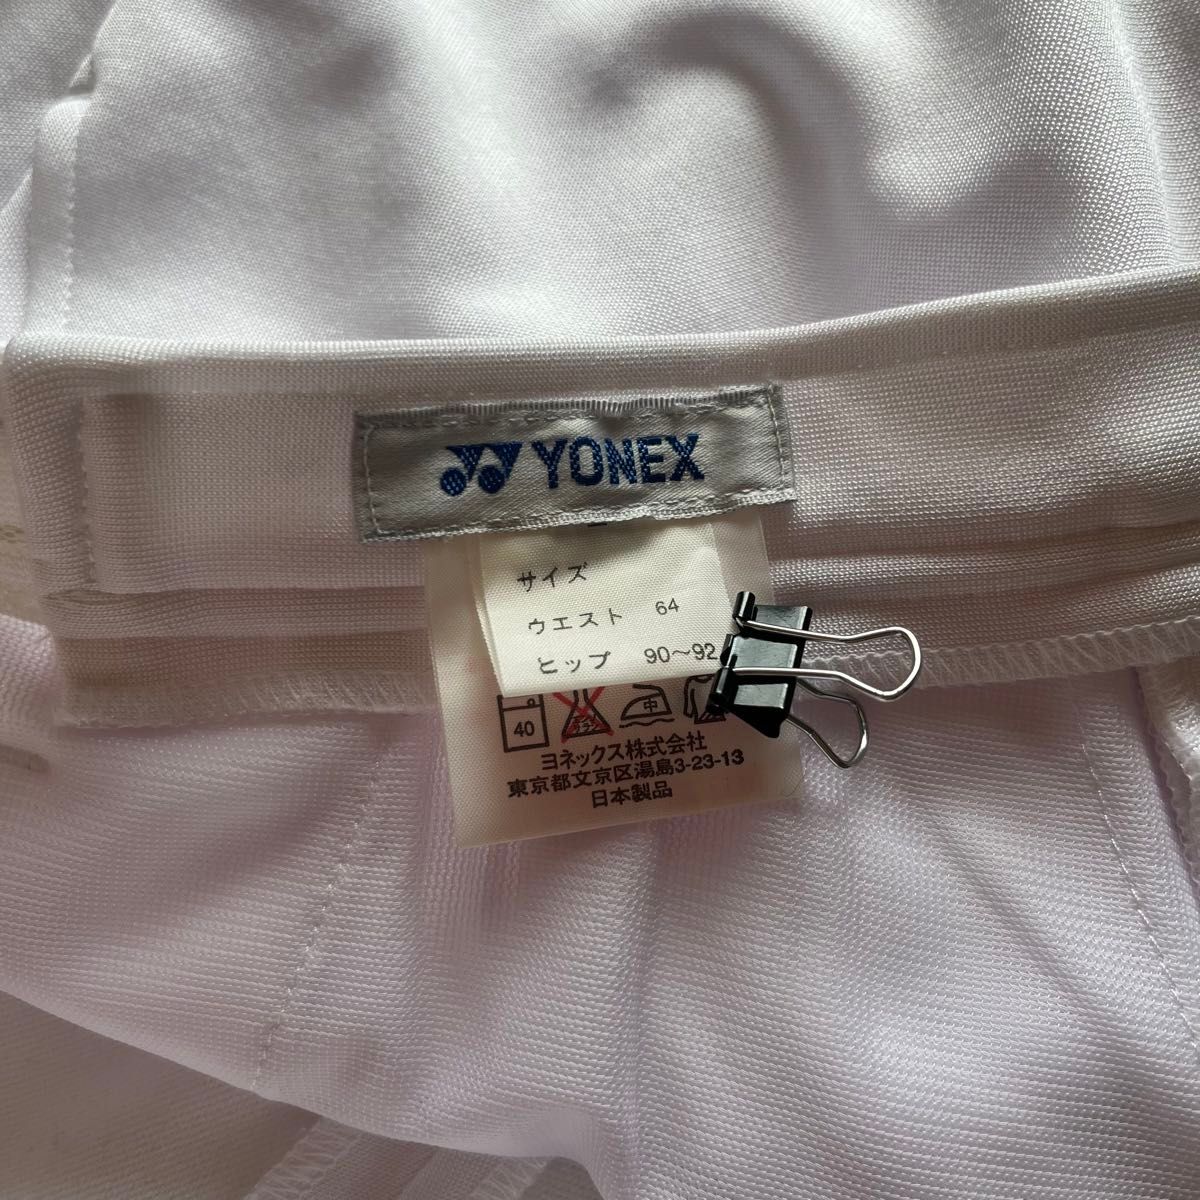 YONEX
サイズ
ウエスト 64
ヒップ 90〜92
40 中
ヨネックス株式会社
東京都文京区湯島3-23-13
日本製品